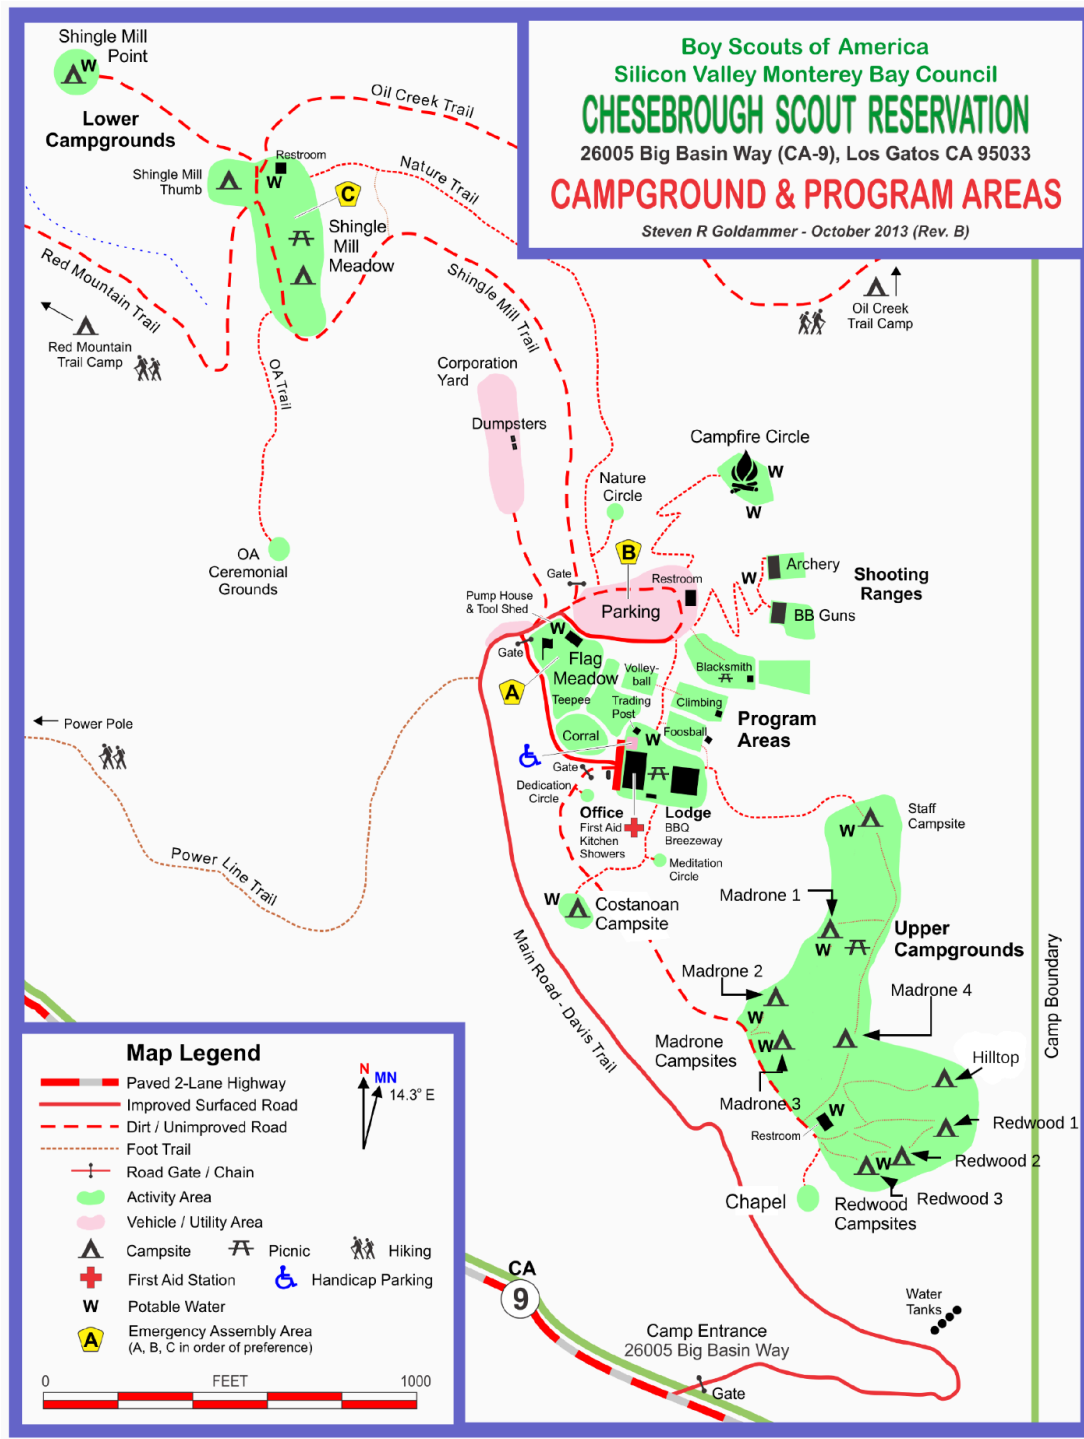 Boy Scouts of America
Silicon Valley Monterey Bay Council
CHESEBROUGH SCOUT RESERVATION
26005 Big Basin Way (CA-9), Los Gatos CA 95033
CAMPGROUND & PROGRAM AREAS
Steven R Goldammer - October 2013 (Rev. B)
Shingle Mill
Point
W
Lower
Campgrounds
Oil Creek Trail
Restroom
W
Shingle Mill
Thumb
C
Nature Trail
Shingle
Mill
Meadow
Red Mountain Trail
Red Mountain
Trail Camp
Shingle Mill Trail
Oil Creek
Trail Camp
OA Trail
Corporation
Yard
Dumpsters
Campfire Circle
W
W
Nature
Circle
OA
Ceremonial
Grounds
B
Gate
Restroom
W
Archery
Shooting
Ranges
BB Guns
Pump House
& Tool Shed
Parking
W
Gate
Flag
Meadow
Volley-
ball
Blacksmith
A
Teepee
Trading
Post
Climbing
Program
Areas
Power Pole
Corral
W
Foosball
Gate
Dedication
Circle
Office
First Aid
Kitchen
Showers
Lodge
BBQ
Breezeway
Staff
Campsite
W
Meditation
Circle
Power Line Trail
W
Costanoan
Campsite
Madrone 1
W
Upper
Campgrounds
Main Road - Davis Trail
Madrone 2
W
Madrone 4
Madrone
Campsites
W
Madrone 3
Hilltop
W
Restroom
Redwood 1
Redwood 2
W
Redwood 3
Redwood
Campsites
Chapel
Camp Boundary
Water
Tanks
CA
9
Camp Entrance
26005 Big Basin Way
Gate
Map Legend
N
MN
14.3° E
Paved 2-Lane Highway
Improved Surfaced Road
Dirt / Unimproved Road
Foot Trail
Road Gate / Chain
Activity Area
Vehicle / Utility Area
Campsite
Picnic
Hiking
First Aid Station
Handicap Parking
W Potable Water
A Emergency Assembly Area
(A, B, C in order of preference)
0 FEET 1000